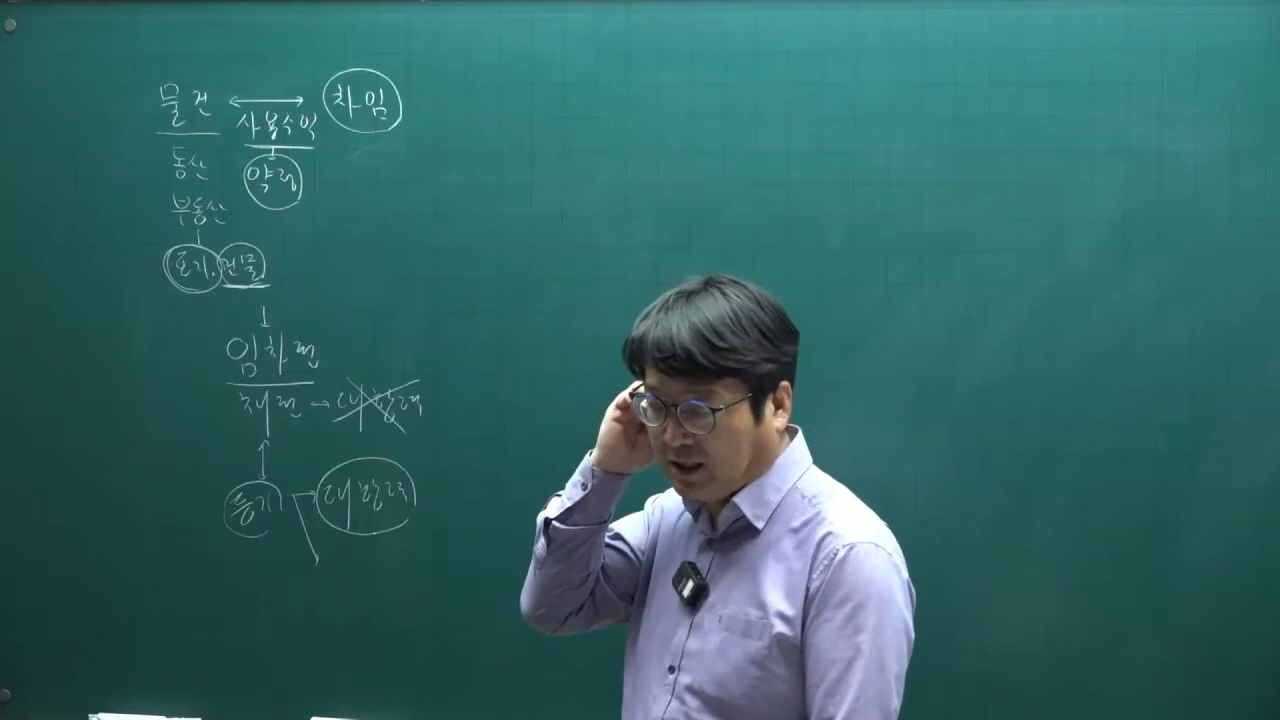 물건 ↔ 차임
사용수익
동산 약정
부동산
토지.건물
↓
임차권
채권 → 대항력
↕
등기 대항력